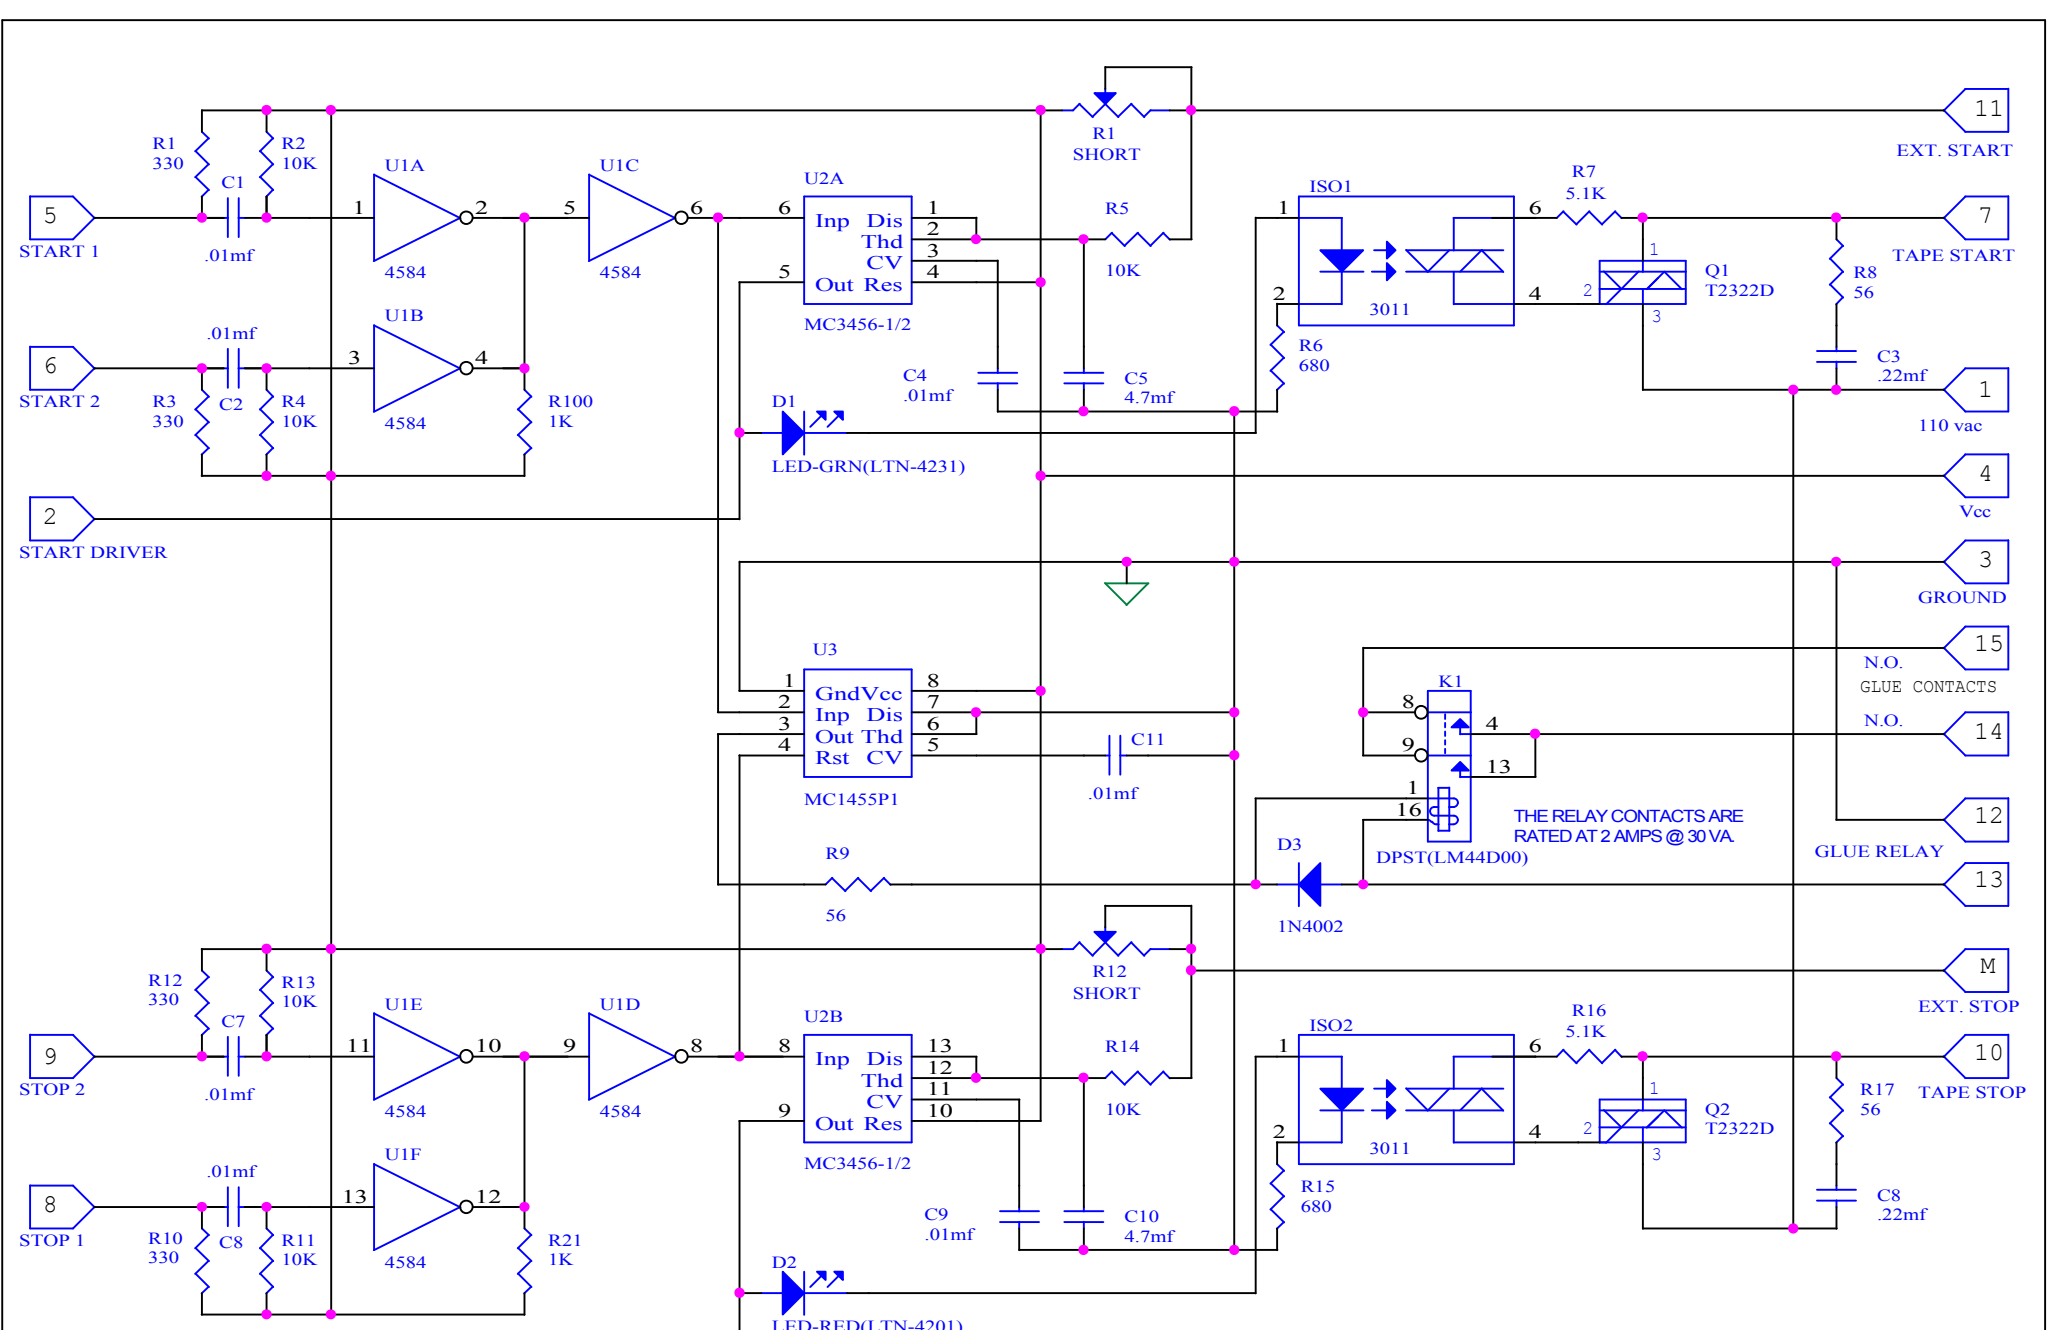 11
R1
SHORT
EXT. START
R1
330
C1
R2
10K
.01mf
5
START 1
1
U1A
2
4584
5
U1C
6
4584
U2A
6
Inp
Dis
1
Thd
2
CV
3
5
Out
Res
4
MC3456-1/2
R5
10K
ISO1
1
2
3011
6
4
R7
5.1K
7
TAPE START
1
2
3
Q1
T2322D
R8
56
6
START 2
.01mf
C2
R3
330
R4
10K
3
U1B
4
4584
R100
1K
C4
.01mf
C5
4.7mf
R6
680
C3
.22mf
1
110 vac
D1
LED-GRN(LTN-4231)
4
Vcc
2
START DRIVER
3
GROUND
U3
1
GndVcc
8
2
Inp
Dis
7
3
Out
Thd
6
4
Rst
CV
5
MC1455P1
C11
.01mf
15
N.O.
GLUE CONTACTS
N.O.
14
K1
8
4
9
13
1
16
DPST(LM44D00)
THE RELAY CONTACTS ARE
RATED AT 2 AMPS @ 30 VA.
12
GLUE RELAY
13
R9
56
D3
1N4002
R12
SHORT
M
EXT. STOP
R12
330
C7
R13
10K
.01mf
9
STOP 2
11
U1E
10
4584
9
U1D
8
4584
U2B
8
Inp
Dis
13
Thd
12
CV
11
9
Out
Res
10
MC3456-1/2
R14
10K
ISO2
1
2
3011
6
4
R16
5.1K
10
TAPE STOP
1
2
3
Q2
T2322D
R17
56
8
STOP 1
.01mf
C8
R10
330
R11
10K
13
U1F
12
4584
R21
1K
C9
.01mf
C10
4.7mf
R15
680
C8
.22mf
D2
LED-RED(LTN-4201)